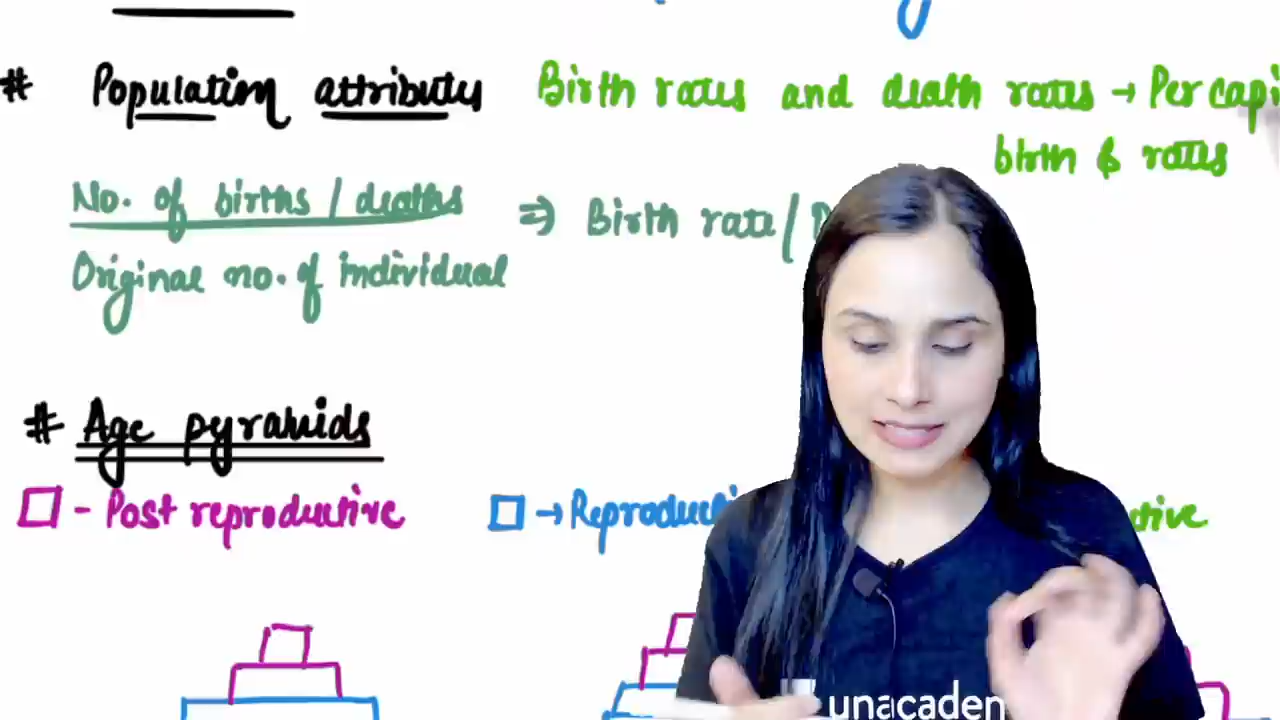 # Population attributes Birth rates and death rates → Per capi
birth & rates
No. of births / deaths ⇒ Birth rate/
Original no. of individual
# Age pyramids
- Post reproductive → Reproducti ctive
unacaden